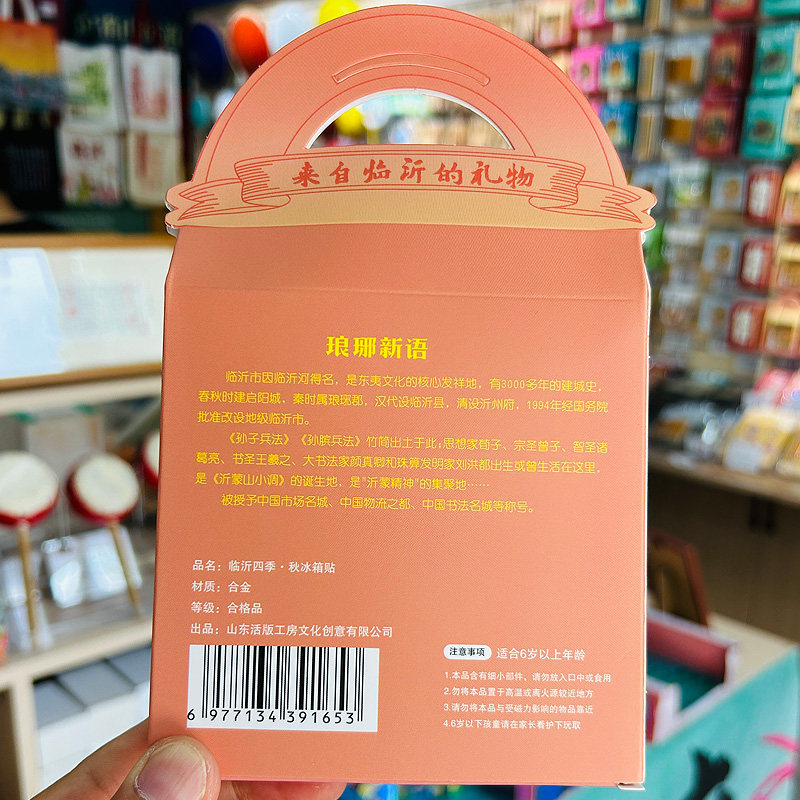 来自临沂的礼物
琅琊新语
临沂市因临沂河得名，是东夷文化的核心发祥地，有3000多年的建城史，
春秋时建启阳城，秦时属琅琊郡，汉代设临沂县，清设沂州府，1994年经国务院
批准改设地级临沂市。
《孙子兵法》《孙膑兵法》竹简出土于此；思想家荀子、宗圣曾子、智圣诸
葛亮、书圣王羲之、大书法家颜真卿和珠算发明家刘洪都出生或曾生活在这里，
是《沂蒙山小调》的诞生地，是"沂蒙精神"的集聚地……
被授予中国市场名城、中国物流之都、中国书法名城等称号。
品名：临沂四季·秋冰箱贴
材质：合金
等级：合格品
出品：山东活版工房文化创意有限公司
6 977134 391653
注意事项 适合6岁以上年龄
1.本品含有细小部件、请勿放入口中或食用
2.勿将本品置于高温或离火源较近地方
3.请勿将本品与受磁力影响的物品靠近
4.6岁以下孩童请在家长看护下玩取